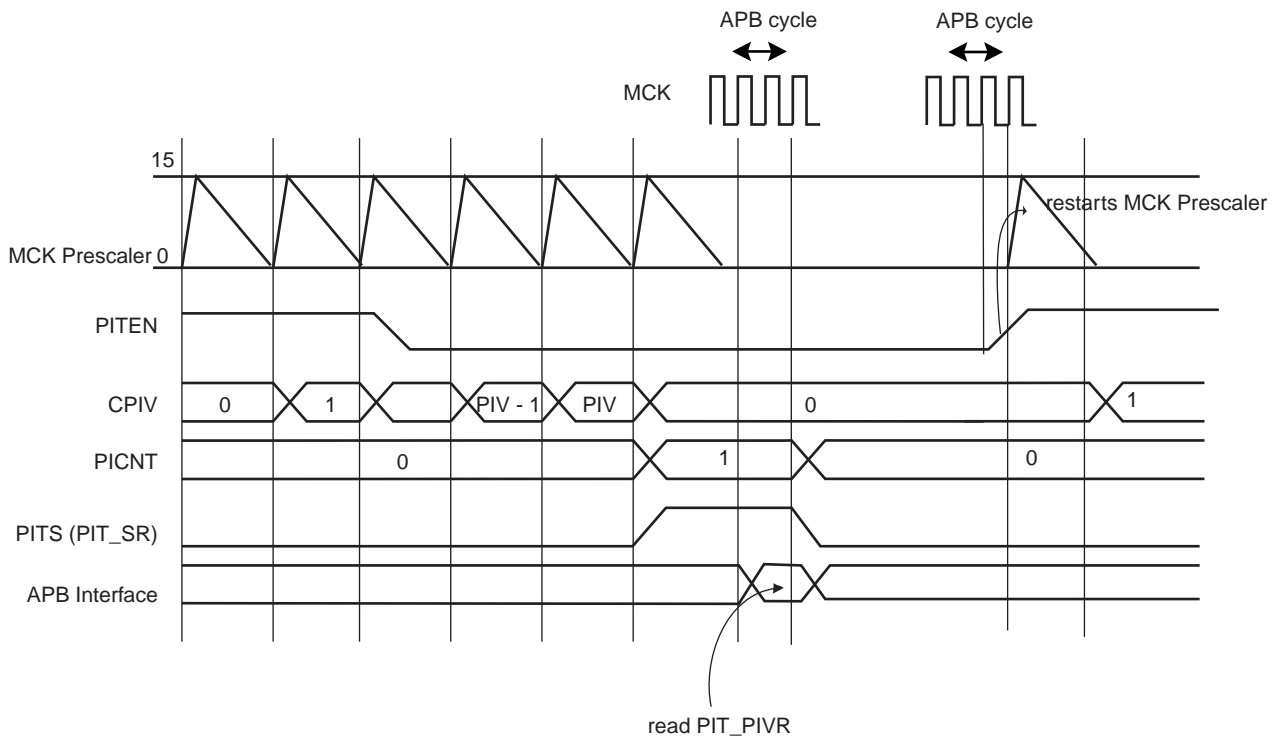 APB cycle APB cycle
MCK
15
restarts MCK Prescaler
MCK Prescaler 0
PITEN
CPIV 0 1 PIV - 1 PIV 0 1
PICNT 0 1 0
PITS (PIT_SR)
APB Interface
read PIT_PIVR